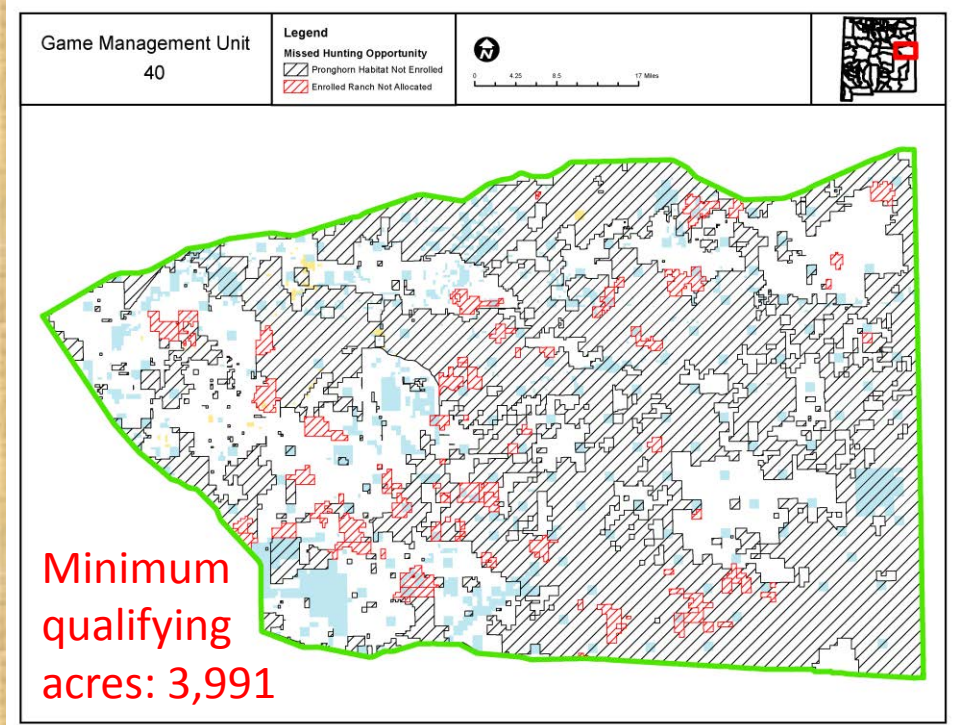 Game Management Unit
40
Legend
Missed Hunting Opportunity
Pronghorn Habitat Not Enrolled
Enrolled Ranch Not Allocated
N
0 4.25 8.5 17 Miles
Minimum
qualifying
acres: 3,991